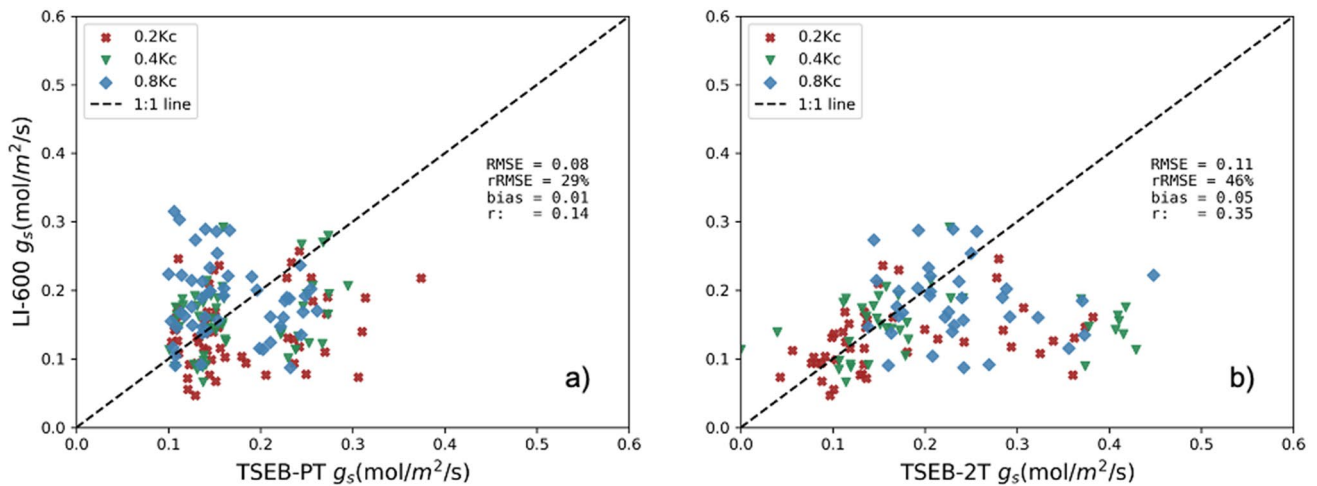 0.6
0.5
0.4
0.3
0.2
0.1
0.0
LI-600 gs(mol/m²/s)
0.2Kc
0.4Kc
0.8Kc
1:1 line
RMSE = 0.08
rRMSE = 29%
bias = 0.01
r: = 0.14
a)
0.0 0.1 0.2 0.3 0.4 0.5 0.6
TSEB-PT gs(mol/m²/s)
0.6
0.5
0.4
0.3
0.2
0.1
0.0
0.2Kc
0.4Kc
0.8Kc
1:1 line
RMSE = 0.11
rRMSE = 46%
bias = 0.05
r: = 0.35
b)
0.0 0.1 0.2 0.3 0.4 0.5 0.6
TSEB-2T gs(mol/m²/s)